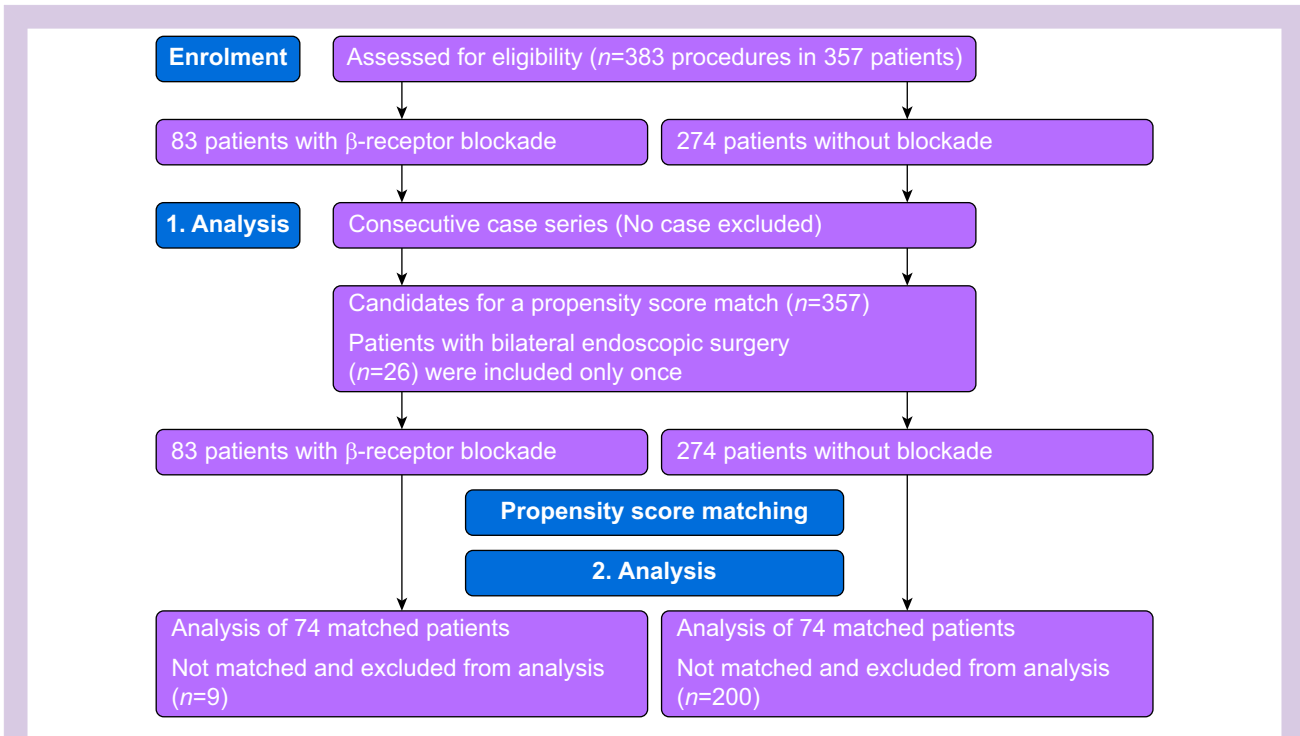 Enrolment
Assessed for eligibility (n=383 procedures in 357 patients)
83 patients with β-receptor blockade
274 patients without blockade
1. Analysis
Consecutive case series (No case excluded)
Candidates for a propensity score match (n=357)
Patients with bilateral endoscopic surgery
(n=26) were included only once
83 patients with β-receptor blockade
274 patients without blockade
Propensity score matching
2. Analysis
Analysis of 74 matched patients
Not matched and excluded from analysis
(n=9)
Analysis of 74 matched patients
Not matched and excluded from analysis
(n=200)